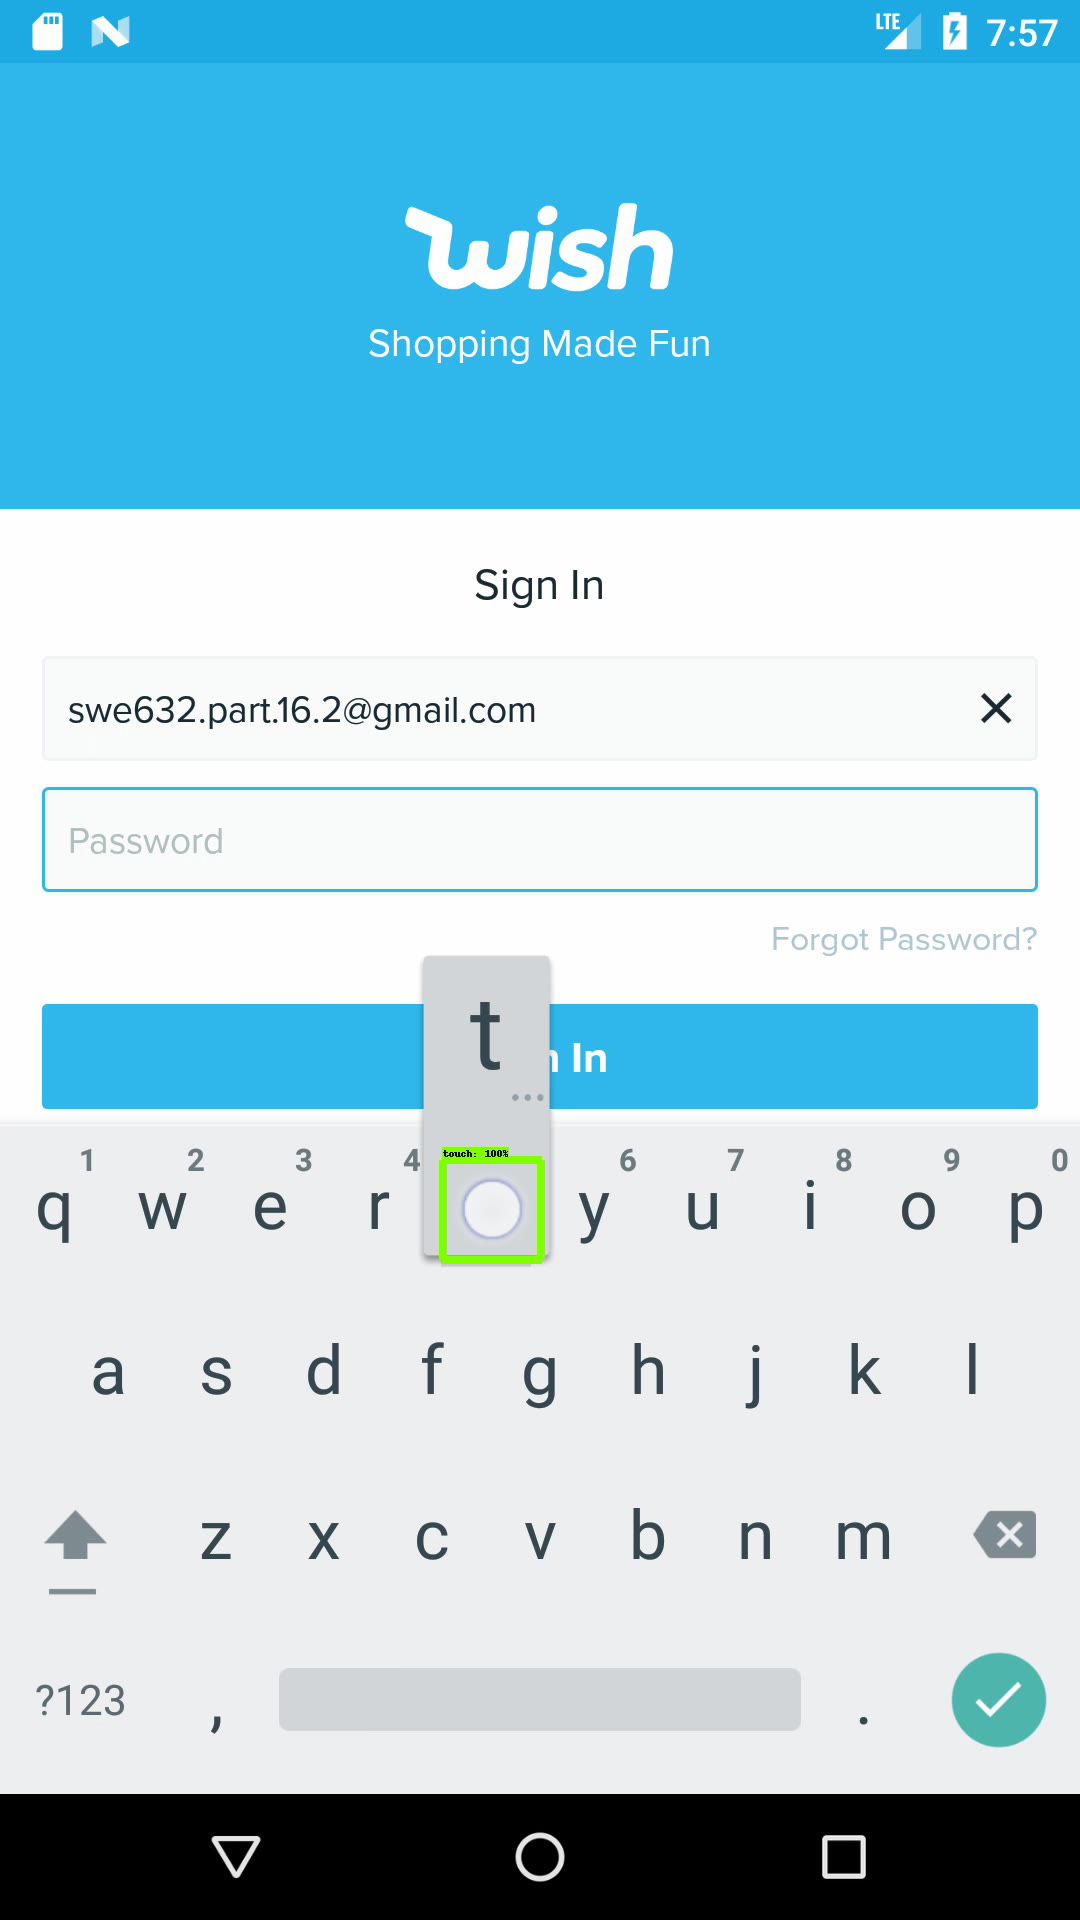 LTE 7:57
wish
Shopping Made Fun
Sign In
swe632.part.16.2@gmail.com
Password
Forgot Password?
t
n In
touch: 100%
1 2 3 4 6 7 8 9 0
q w e r y u i o p
a s d f g h j k l
z x c v b n m
?123 , .